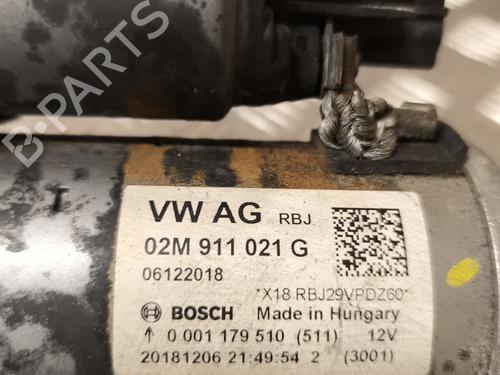 B-PARTS
VW AG RBJ
02M 911 021 G
06122018
*X18 RBJ29VPDZ60*
BOSCH Made in Hungary
↑ 0 001 179 510 (511) 12V
20181206 21:49:54 2 (3001)